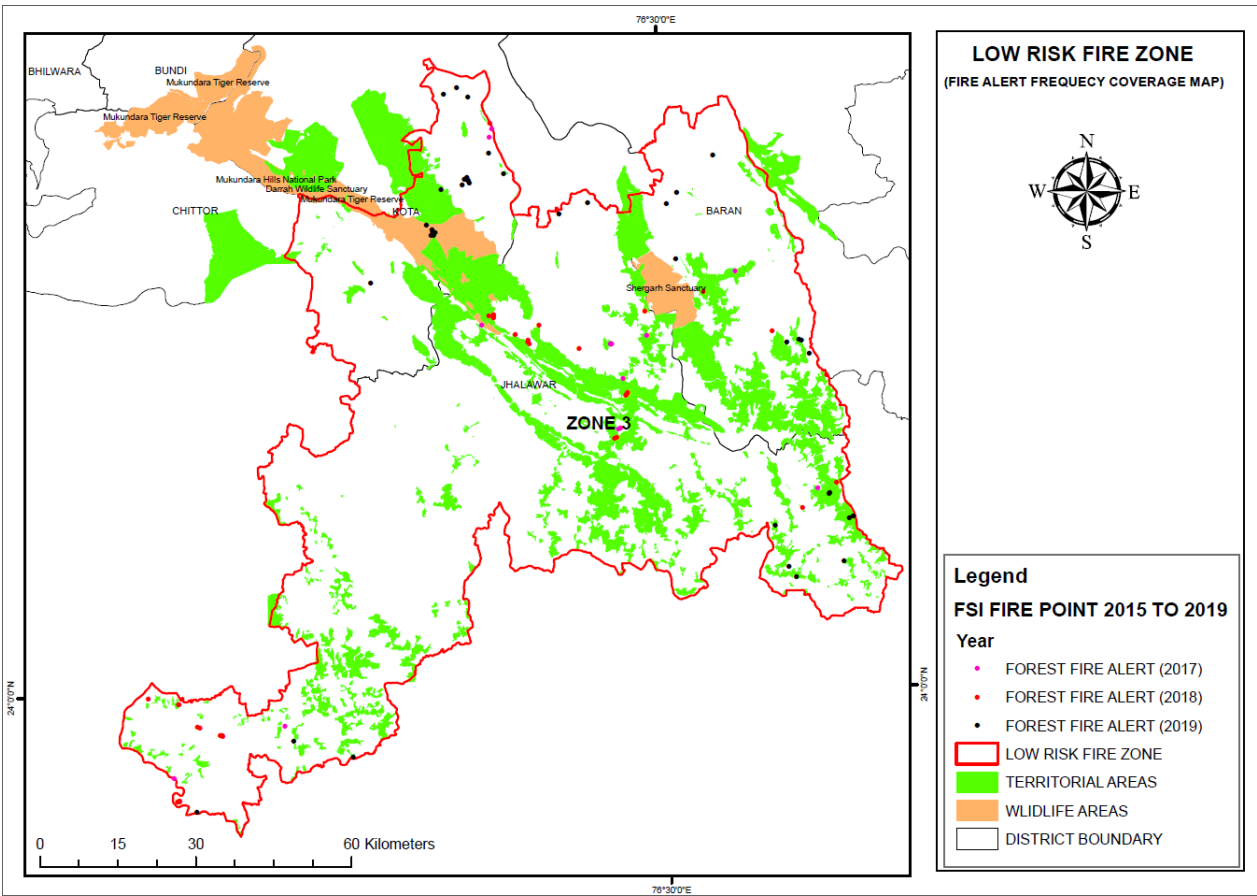 76°30'0"E
BHILWARA
BUNDI
Mukundara Tiger Reserve
Mukundara Tiger Reserve
Mukundara Hills National Park
Darrah Wildlife Sanctuary
Mukundara Tiger Reserve
CHITTOR
KOTA
BARAN
Shergarh Sanctuary
JHALAWAR
ZONE 3
24°0'0"N
24°0'0"N
0 15 30 60 Kilometers
76°30'0"E
LOW RISK FIRE ZONE
(FIRE ALERT FREQUECY COVERAGE MAP)
N
W E
S
Legend
FSI FIRE POINT 2015 TO 2019
Year
FOREST FIRE ALERT (2017)
FOREST FIRE ALERT (2018)
FOREST FIRE ALERT (2019)
LOW RISK FIRE ZONE
TERRITORIAL AREAS
WLIDLIFE AREAS
DISTRICT BOUNDARY